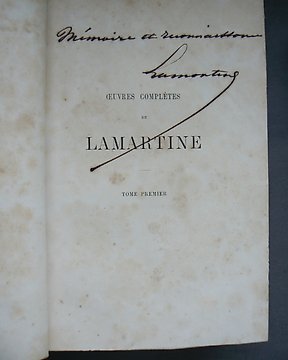 Mémoire et reconnaissance
Lamartine
ŒUVRES COMPLÈTES
DE
LAMARTINE
TOME PREMIER